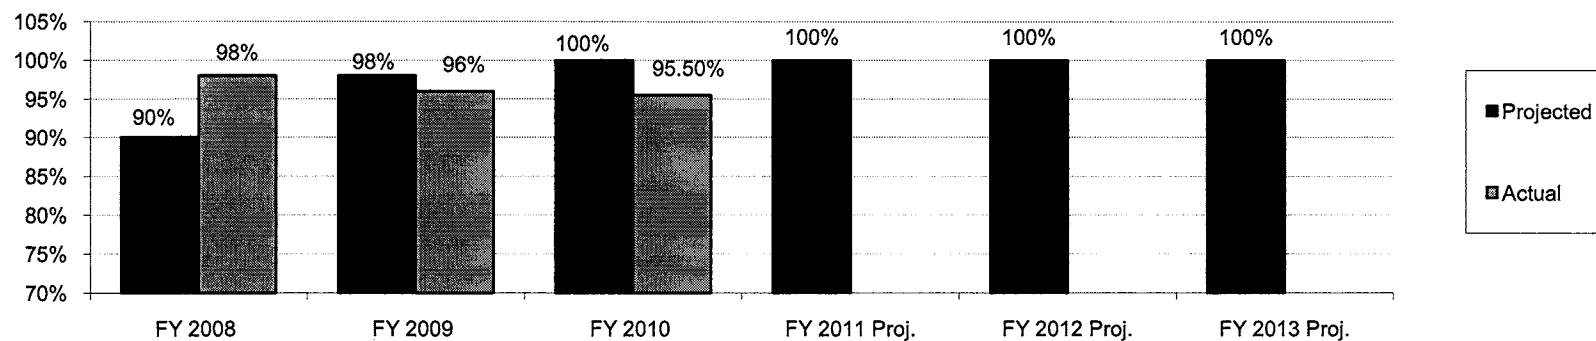 105%
100%
95%
90%
85%
80%
75%
70%
90%
98%
98%
96%
100%
95.50%
100%
100%
100%
FY 2008
FY 2009
FY 2010
FY 2011 Proj.
FY 2012 Proj.
FY 2013 Proj.
Projected
Actual